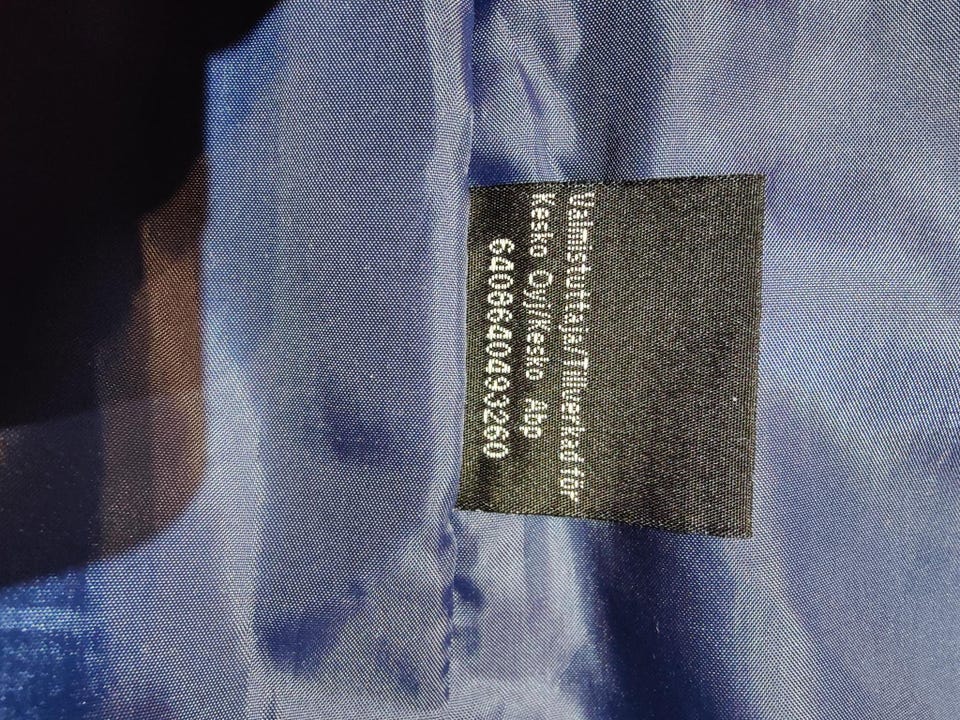 Valmistuttaja/Tillverkad för
Kesko Oyj/Kesko Abp
6408640493260